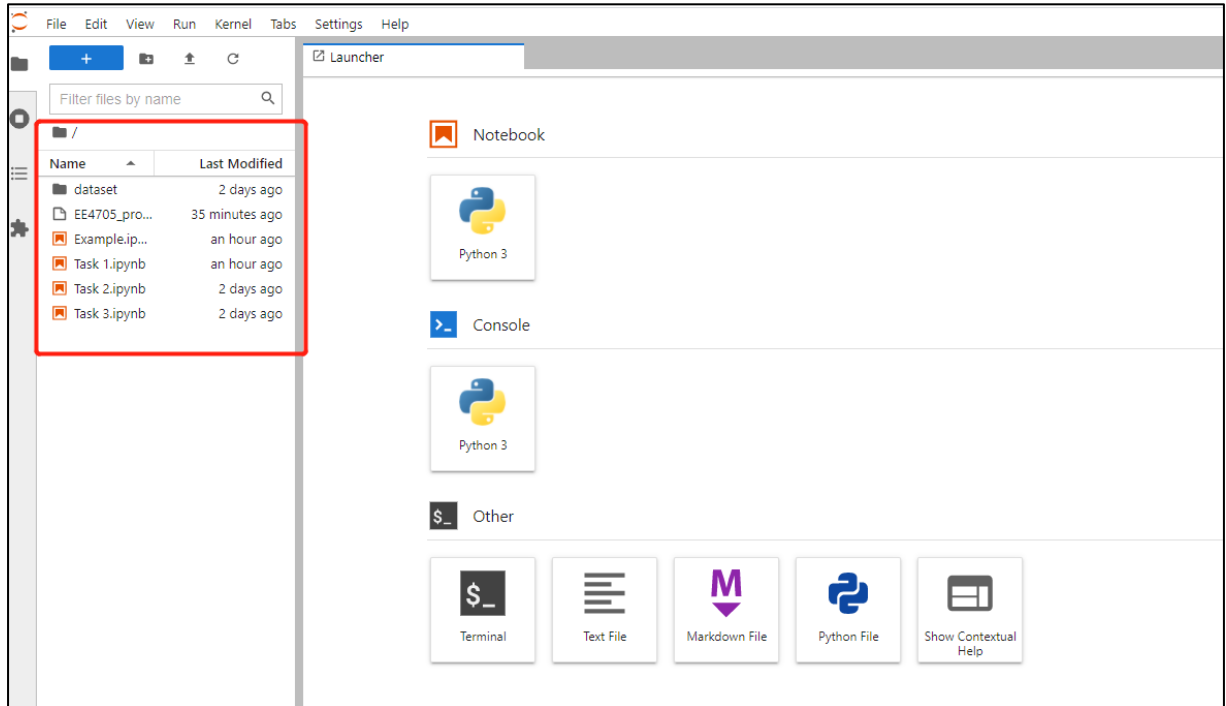 File Edit View Run Kernel Tabs Settings Help
+
Launcher
Filter files by name
/
Name Last Modified
dataset 2 days ago
EE4705_pro... 35 minutes ago
Example.ip... an hour ago
Task 1.ipynb an hour ago
Task 2.ipynb 2 days ago
Task 3.ipynb 2 days ago
Notebook
Python 3
>_ Console
Python 3
$_ Other
$_
M
Terminal
Text File
Markdown File
Python File
Show Contextual
Help